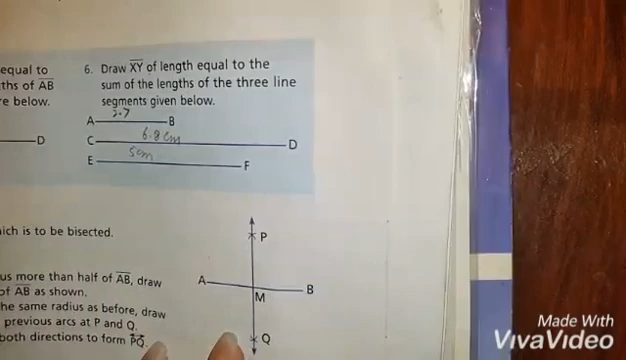 equal to
ths of AB
e below.
D
6. Draw XY of length equal to the
sum of the lengths of the three line
segments given below.
A B
6.8 cm
C D
5cm
E F
ich is to be bisected.
us more than half of AB, draw
of AB as shown.
he same radius as before, draw
previous arcs at P and Q.
both directions to form PQ.
P
A B
M
Q
Made With
VivaVideo